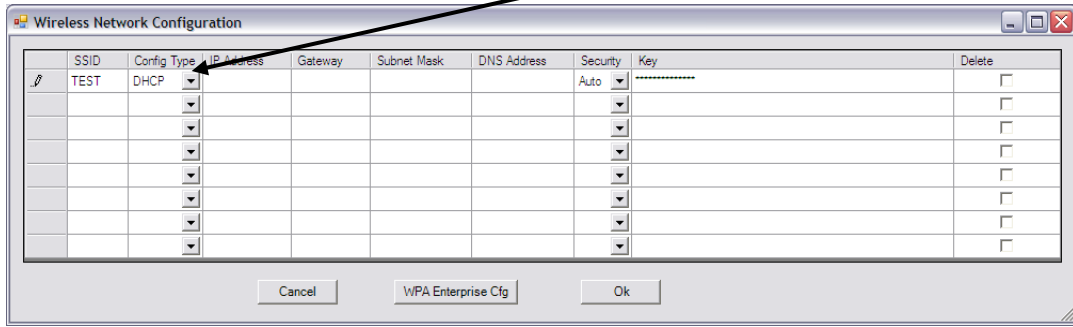 Wireless Network Configuration
SSID Config Type IP Address Gateway Subnet Mask DNS Address Security Key Delete
TEST DHCP Auto --------------
Cancel WPA Enterprise Cfg Ok